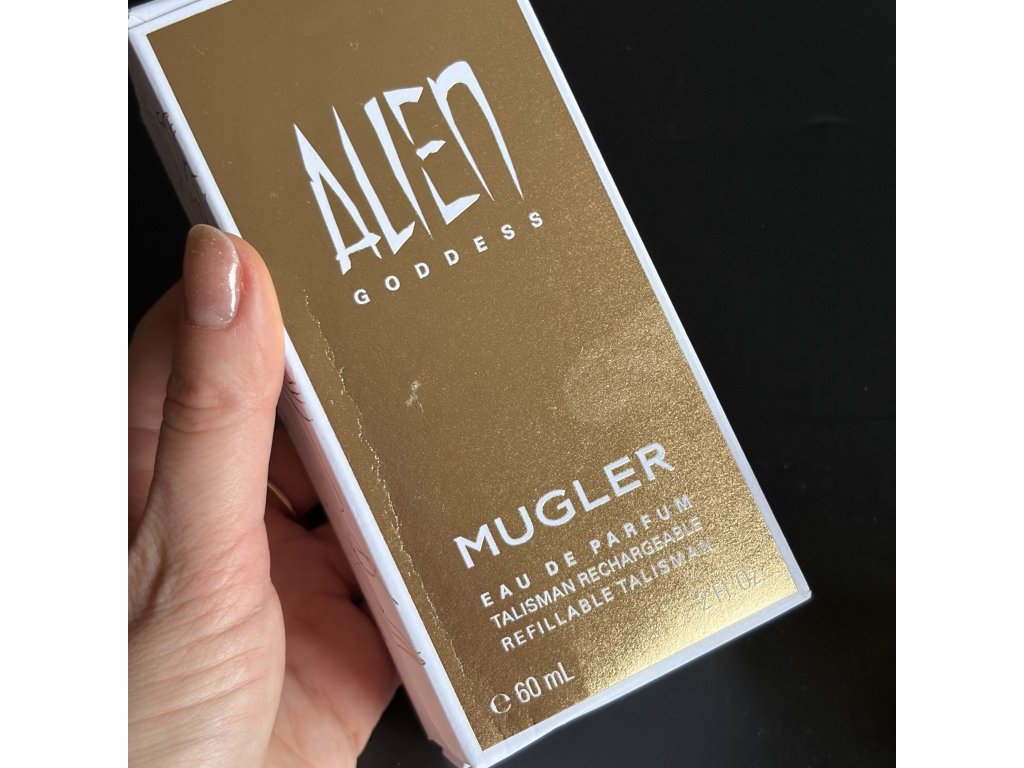 ALIEN
GODDESS
MUGLER
EAU DE PARFUM
TALISMAN RECHARGEABLE
REFILLABLE TALISMAN
℮ 60 mL 2 Fl Oz